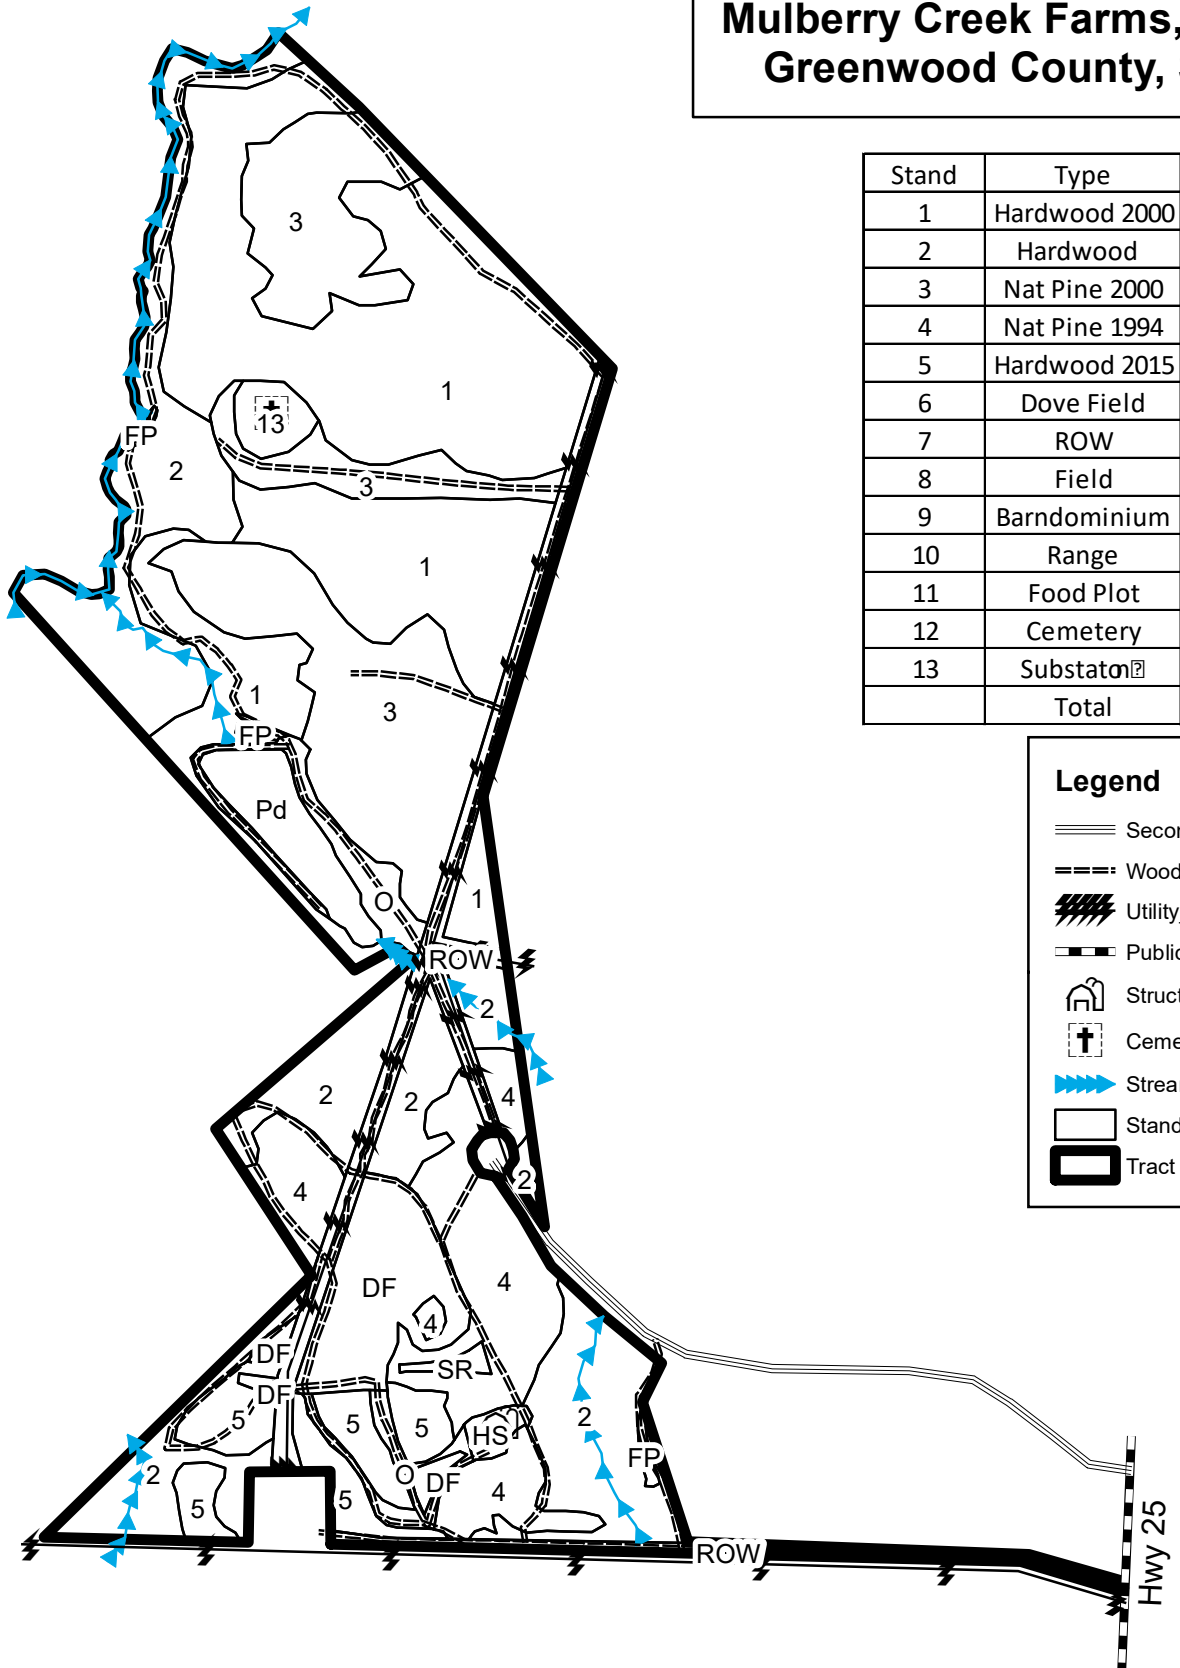 Mulberry Creek Farms,
Greenwood County,
Stand Type
1 Hardwood 2000
2 Hardwood
3 Nat Pine 2000
4 Nat Pine 1994
5 Hardwood 2015
6 Dove Field
7 ROW
8 Field
9 Barndominium
10 Range
11 Food Plot
12 Cemetery
13 Substaton
Total
Legend
Secon
Wood
Utility
Public
Struct
Ceme
Strea
Stand
Tract
3
1
13
FP
2
3
1
1
3
FP
Pd
O
1
ROW
2
2
2
4
4
2
DF
4
4
DF
SR
DF
5
5
5
2
HS
2
FP
O
DF
4
5
5
ROW
Hwy 25